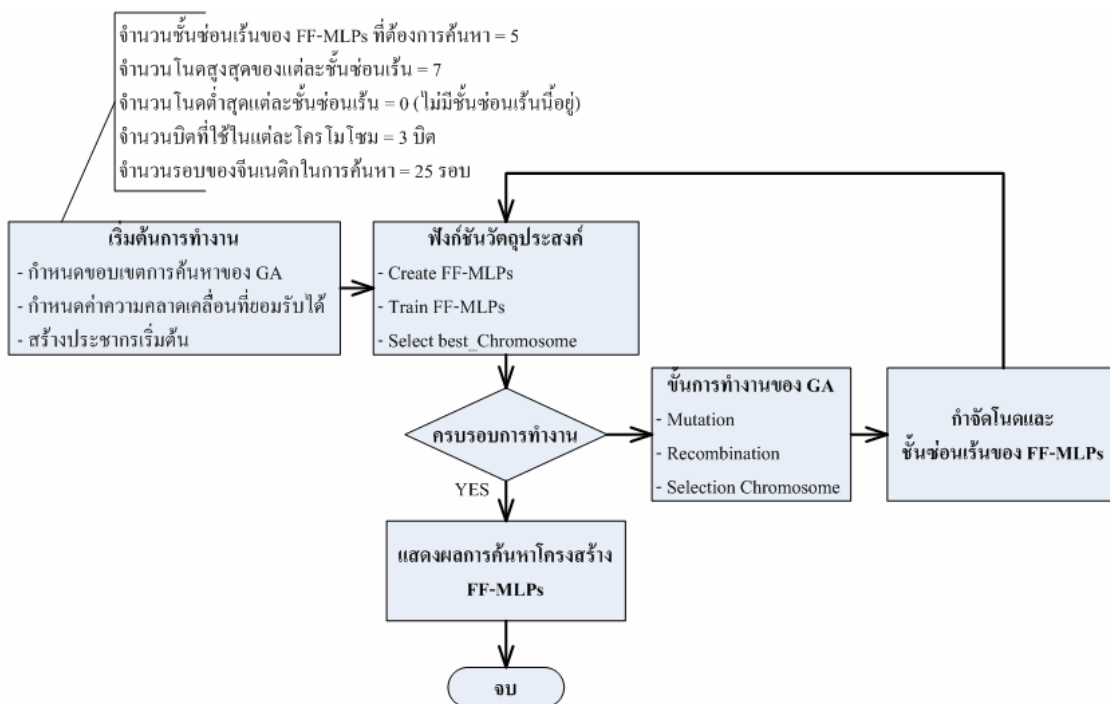 จำนวนชั้นซ่อนเร้นของ FF-MLPs ที่ต้องการค้นหา = 5
จำนวนโนดสูงสุดของแต่ละชั้นซ่อนเร้น = 7
จำนวนโนดต่ำสุดแต่ละชั้นซ่อนเร้น = 0 (ไม่มีชั้นซ่อนเร้นนี้อยู่)
จำนวนบิตที่ใช้ในแต่ละโครโมโซม = 3 บิต
จำนวนรอบของจีนเนติกในการค้นหา = 25 รอบ
เริ่มต้นการทำงาน
- กำหนดขอบเขตการค้นหาของ GA
- กำหนดค่าความคลาดเคลื่อนที่ยอมรับได้
- สร้างประชากรเริ่มต้น
ฟังก์ชันวัตถุประสงค์
- Create FF-MLPs
- Train FF-MLPs
- Select best_Chromosome
ครบรอบการทำงาน
YES
ขั้นการทำงานของ GA
- Mutation
- Recombination
- Selection Chromosome
กำจัดโนดและ
ชั้นซ่อนเร้นของ FF-MLPs
แสดงผลการค้นหาโครงสร้าง
FF-MLPs
จบ